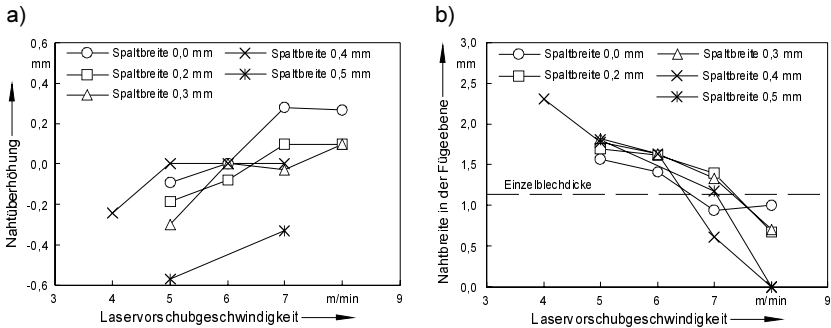 a)
0,6
mm
0,4
0,2
0,0
-0,2
-0,4
-0,6
Nahtüberhöhung
Spaltbreite 0,0 mm
Spaltbreite 0,2 mm
Spaltbreite 0,3 mm
Spaltbreite 0,4 mm
Spaltbreite 0,5 mm
3 4 5 6 7 m/min 9
Laservorschubgeschwindigkeit
b)
3,0
mm
2,0
1,5
1,0
0,5
0,0
Nahtbreite in der Fügeebene
Spaltbreite 0,0 mm
Spaltbreite 0,2 mm
Spaltbreite 0,3 mm
Spaltbreite 0,4 mm
Spaltbreite 0,5 mm
Einzelblechdicke
3 4 5 6 7 m/min 9
Laservorschubgeschwindigkeit